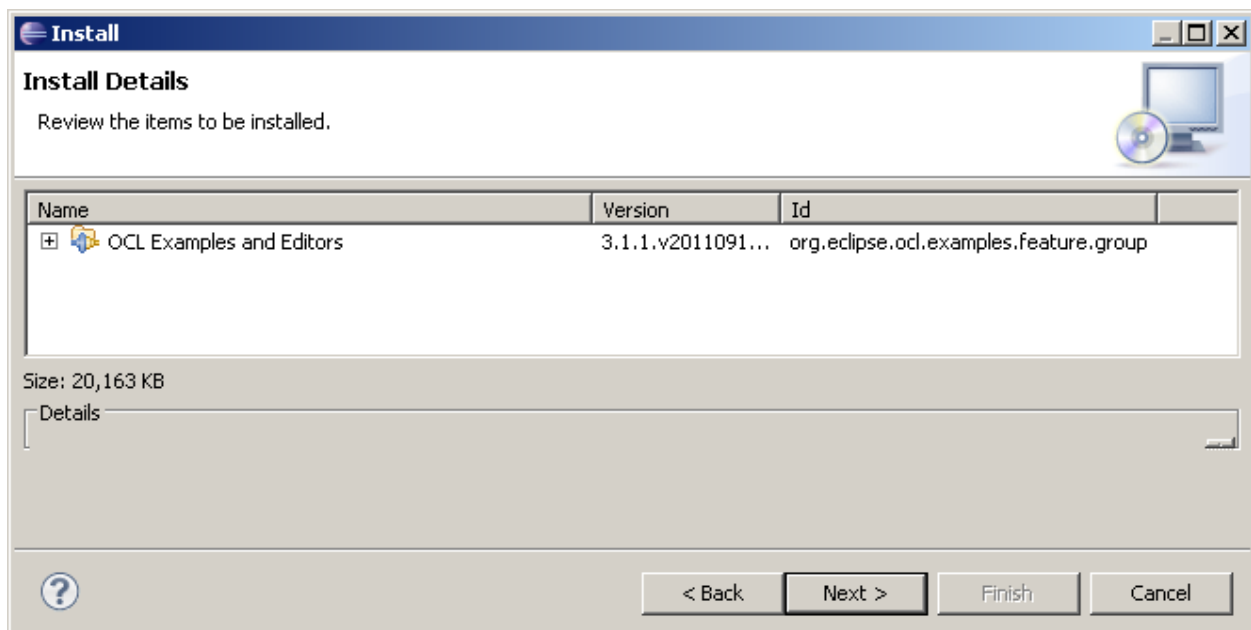 Install
Install Details
Review the items to be installed.
Name Version Id
OCL Examples and Editors 3.1.1.v2011091... org.eclipse.ocl.examples.feature.group
Size: 20,163 KB
Details
?
< Back Next > Finish Cancel